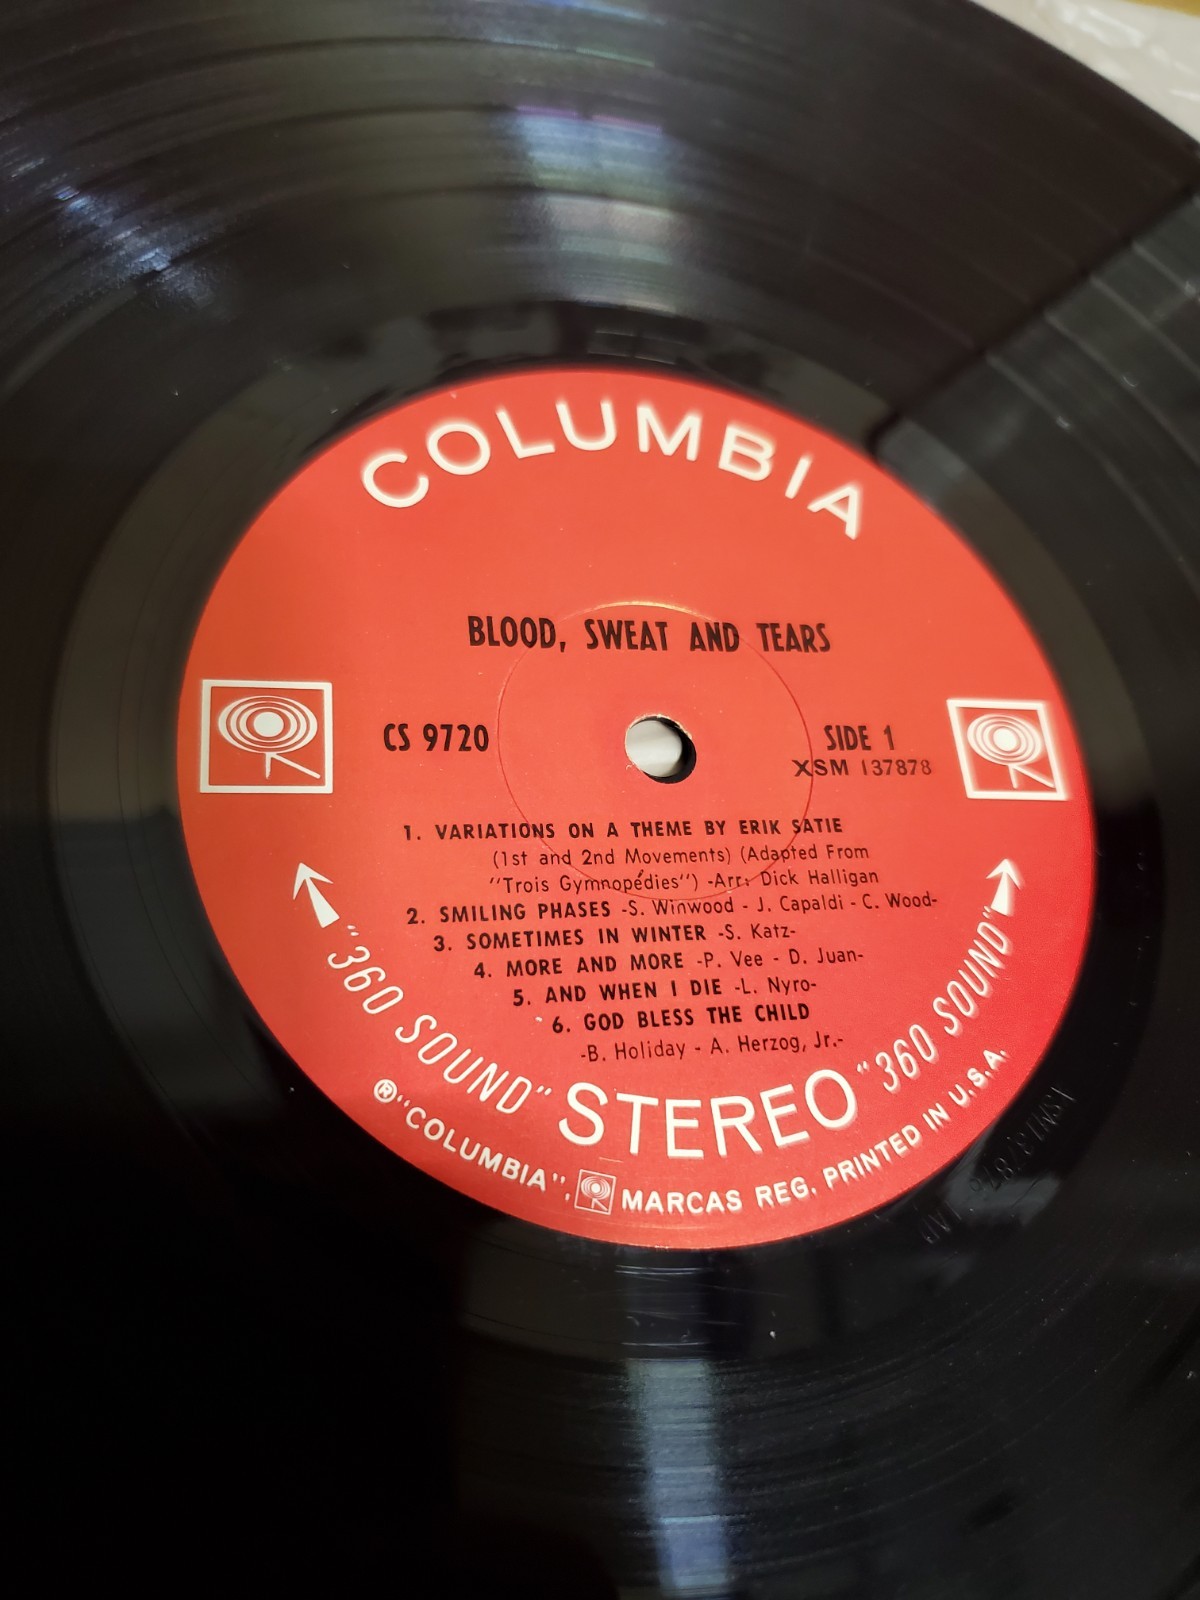 COLUMBIA
BLOOD, SWEAT AND TEARS
CS 9720
SIDE 1
XSM 137878
1. VARIATIONS ON A THEME BY ERIK SATIE
(1st and 2nd Movements) (Adapted From
"Trois Gymnopédies") -Arr: Dick Halligan
2. SMILING PHASES -S. Winwood - J. Capaldi - C. Wood-
3. SOMETIMES IN WINTER -S. Katz-
4. MORE AND MORE -P. Vee - D. Juan-
5. AND WHEN I DIE -L. Nyro-
6. GOD BLESS THE CHILD
-B. Holiday - A. Herzog, Jr.-
"360 SOUND" STEREO "360 SOUND"
®"COLUMBIA", MARCAS REG. PRINTED IN U.S.A.